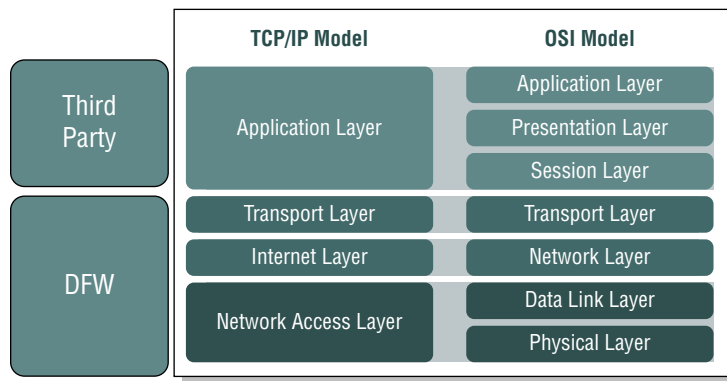 TCP/IP Model
OSI Model
Third
Party
Application Layer
Application Layer
Presentation Layer
Session Layer
DFW
Transport Layer
Transport Layer
Internet Layer
Network Layer
Network Access Layer
Data Link Layer
Physical Layer